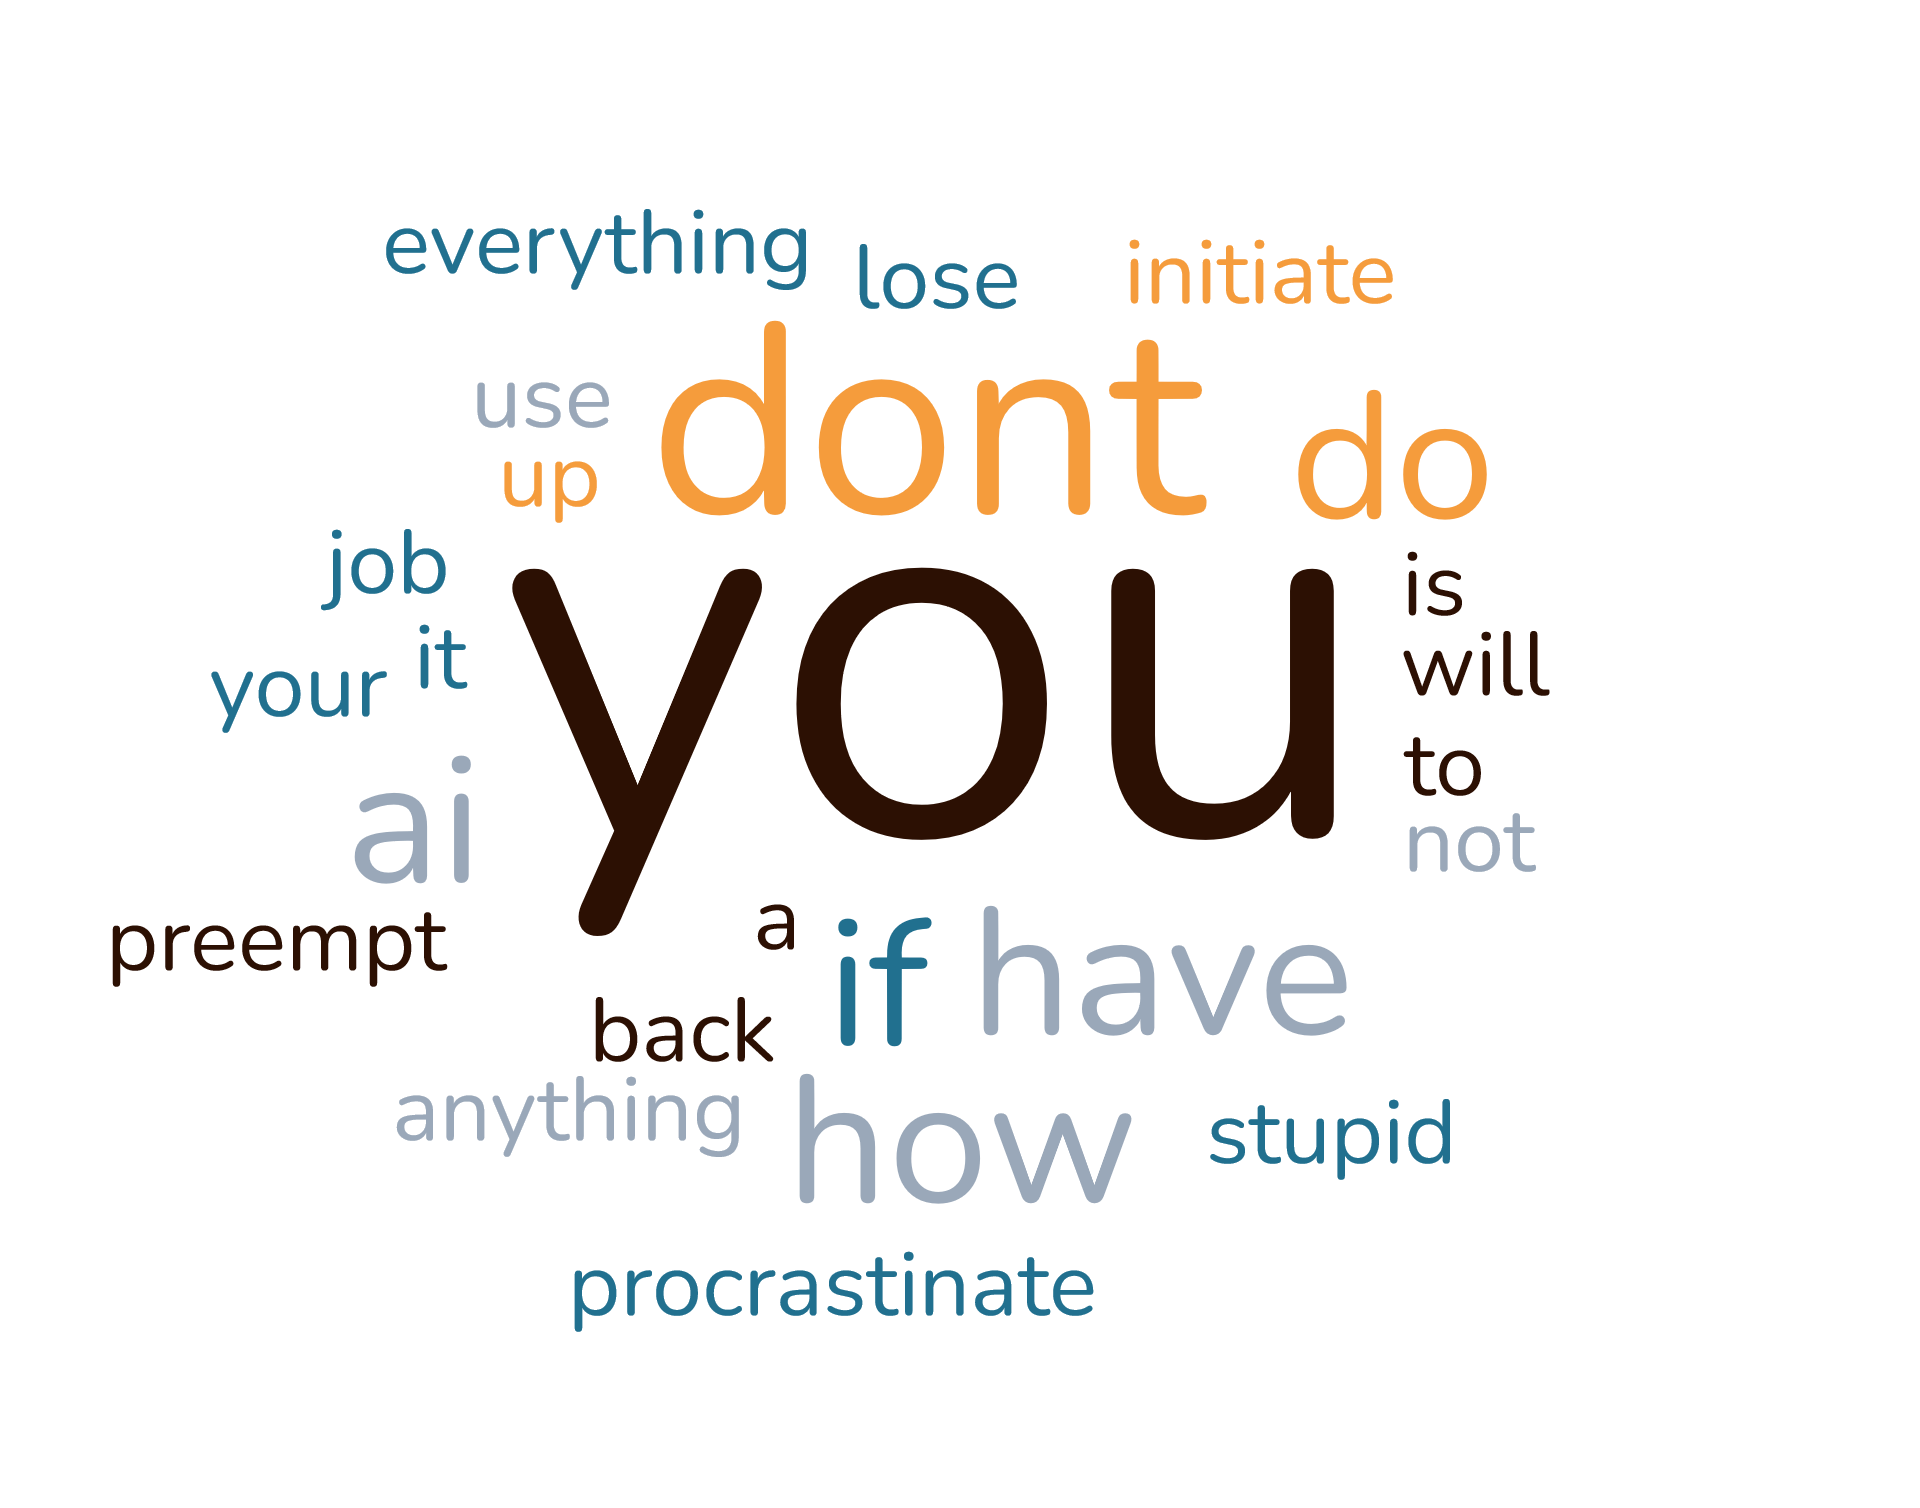 everything lose initiate
use dont do
up
job you is
your it will
ai to
not
preempt a if have
back
anything how stupid
procrastinate